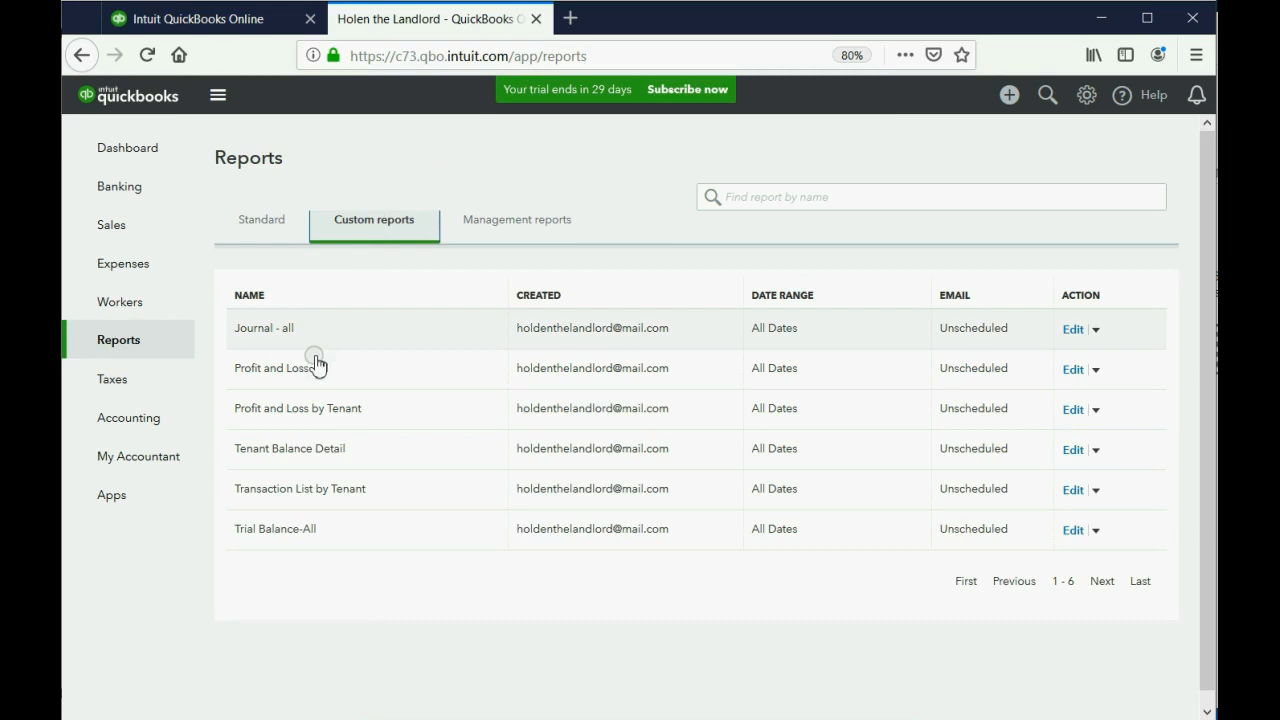 Intuit QuickBooks Online
Holen the Landlord - QuickBooks O
https://c73.qbo.intuit.com/app/reports
80%
intuit
quickbooks
Your trial ends in 29 days Subscribe now
Help
Dashboard
Banking
Sales
Expenses
Workers
Reports
Taxes
Accounting
My Accountant
Apps
Reports
Find report by name
Standard Custom reports Management reports
NAME CREATED DATE RANGE EMAIL ACTION
Journal - all holdenthelandlord@mail.com All Dates Unscheduled Edit
Profit and Loss holdenthelandlord@mail.com All Dates Unscheduled Edit
Profit and Loss by Tenant holdenthelandlord@mail.com All Dates Unscheduled Edit
Tenant Balance Detail holdenthelandlord@mail.com All Dates Unscheduled Edit
Transaction List by Tenant holdenthelandlord@mail.com All Dates Unscheduled Edit
Trial Balance-All holdenthelandlord@mail.com All Dates Unscheduled Edit
First Previous 1 - 6 Next Last